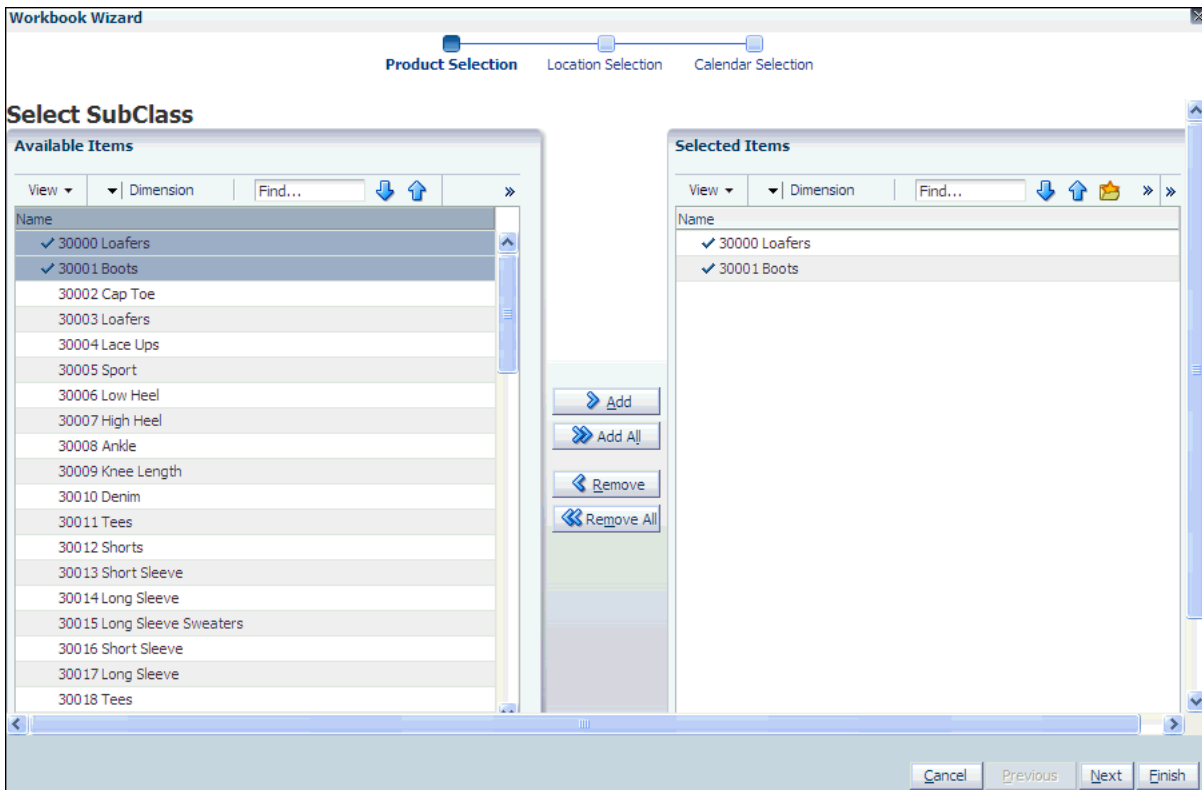 Workbook Wizard
Product Selection
Location Selection
Calendar Selection
Select SubClass
Available Items
View
Dimension
Find...
»
Name
30000 Loafers
30001 Boots
30002 Cap Toe
30003 Loafers
30004 Lace Ups
30005 Sport
30006 Low Heel
30007 High Heel
30008 Ankle
30009 Knee Length
30010 Denim
30011 Tees
30012 Shorts
30013 Short Sleeve
30014 Long Sleeve
30015 Long Sleeve Sweaters
30016 Short Sleeve
30017 Long Sleeve
30018 Tees
Add
Add All
Remove
Remove All
Selected Items
View
Dimension
Find...
» »
Name
30000 Loafers
30001 Boots
Cancel
Previous
Next
Finish